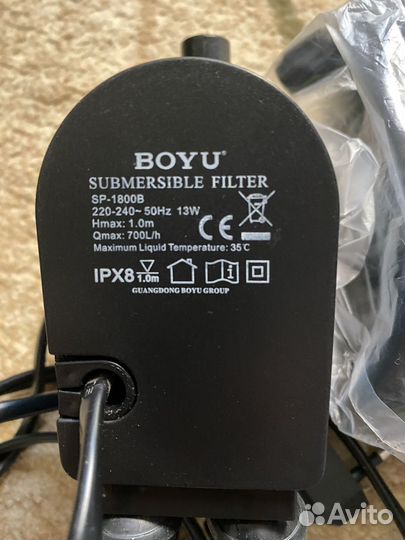 BOYU®
SUBMERSIBLE FILTER
SP-1800B
220-240~ 50Hz 13W
Hmax: 1.0m
Qmax: 700L/h
Maximum Liquid Temperature: 35℃
CE
IPX8 1.0m
GUANGDONG BOYU GROUP
Avito